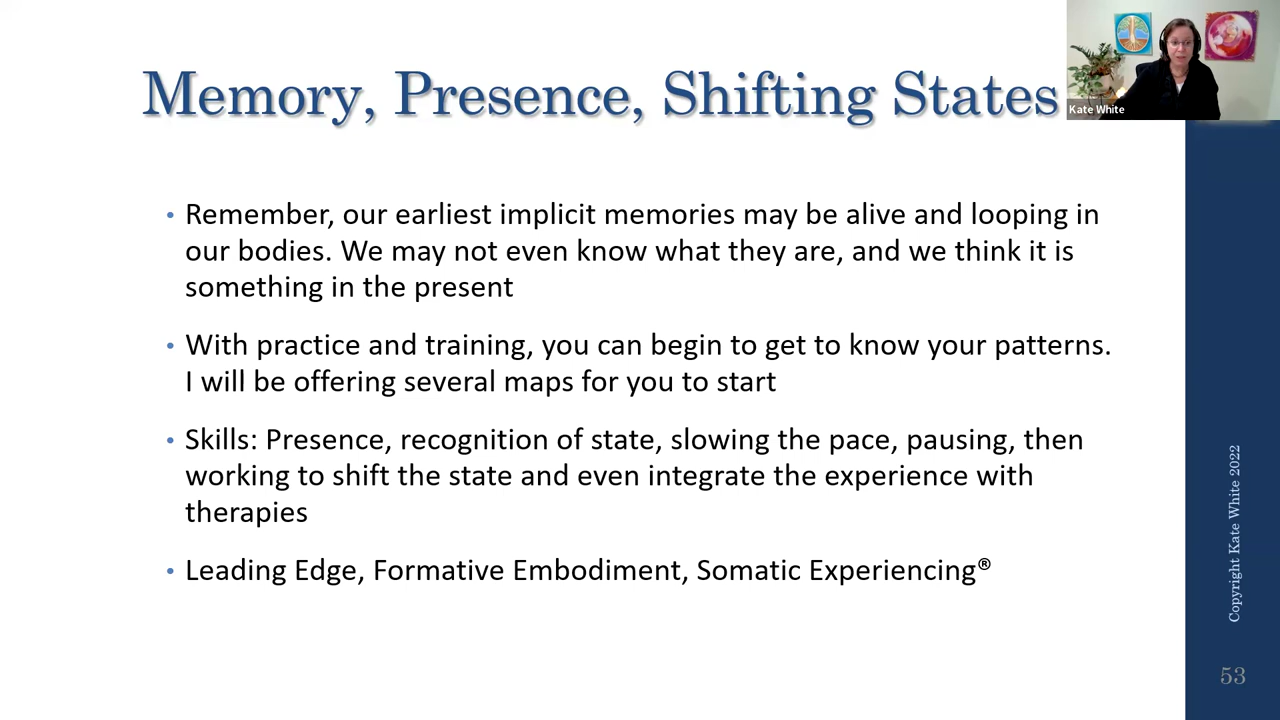 Memory, Presence, Shifting States
Kate White
• Remember, our earliest implicit memories may be alive and looping in
our bodies. We may not even know what they are, and we think it is
something in the present
• With practice and training, you can begin to get to know your patterns.
I will be offering several maps for you to start
• Skills: Presence, recognition of state, slowing the pace, pausing, then
working to shift the state and even integrate the experience with
therapies
• Leading Edge, Formative Embodiment, Somatic Experiencing®
Copyright Kate White 2022
53